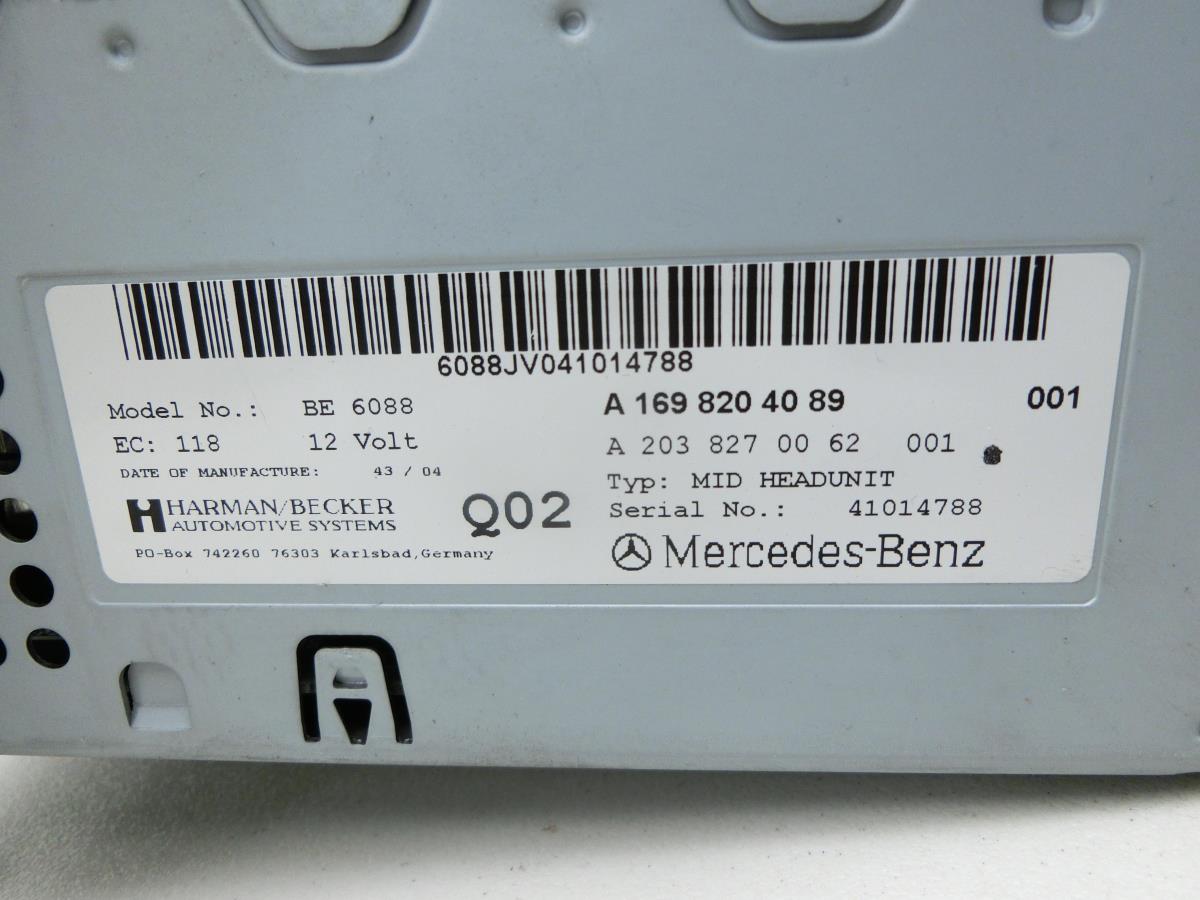 6088JV041014788
Model No.: BE 6088
A 169 820 40 89 001
EC: 118 12 Volt
A 203 827 00 62 001
DATE OF MANUFACTURE: 43 / 04
Typ: MID HEADUNIT
HARMAN/BECKER
AUTOMOTIVE SYSTEMS
Q02
Serial No.: 41014788
PO-Box 742260 76303 Karlsbad,Germany
Mercedes-Benz